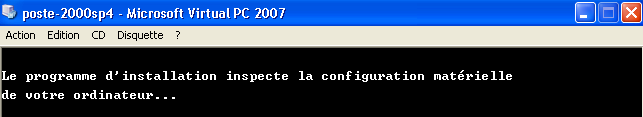 poste-2000sp4 - Microsoft Virtual PC 2007
Action Edition CD Disquette ?
Le programme d'installation inspecte la configuration matérielle
de votre ordinateur...